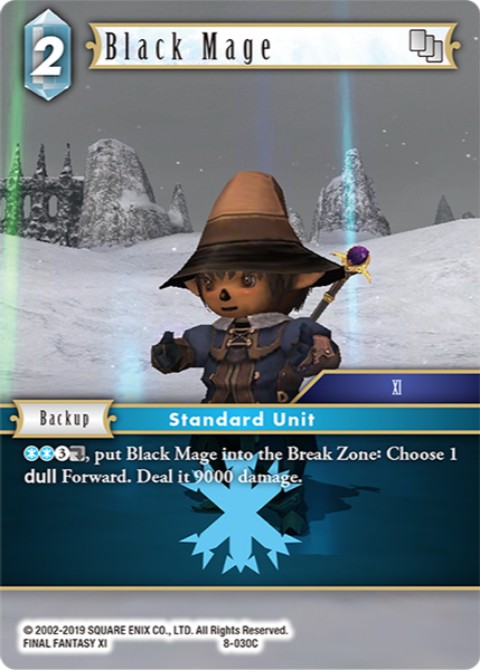 2
Black Mage
XI
Backup
Standard Unit
3, put Black Mage into the Break Zone: Choose 1
dull Forward. Deal it 9000 damage.
© 2002-2019 SQUARE ENIX CO., LTD. All Rights Reserved.
FINAL FANTASY XI 8-030C